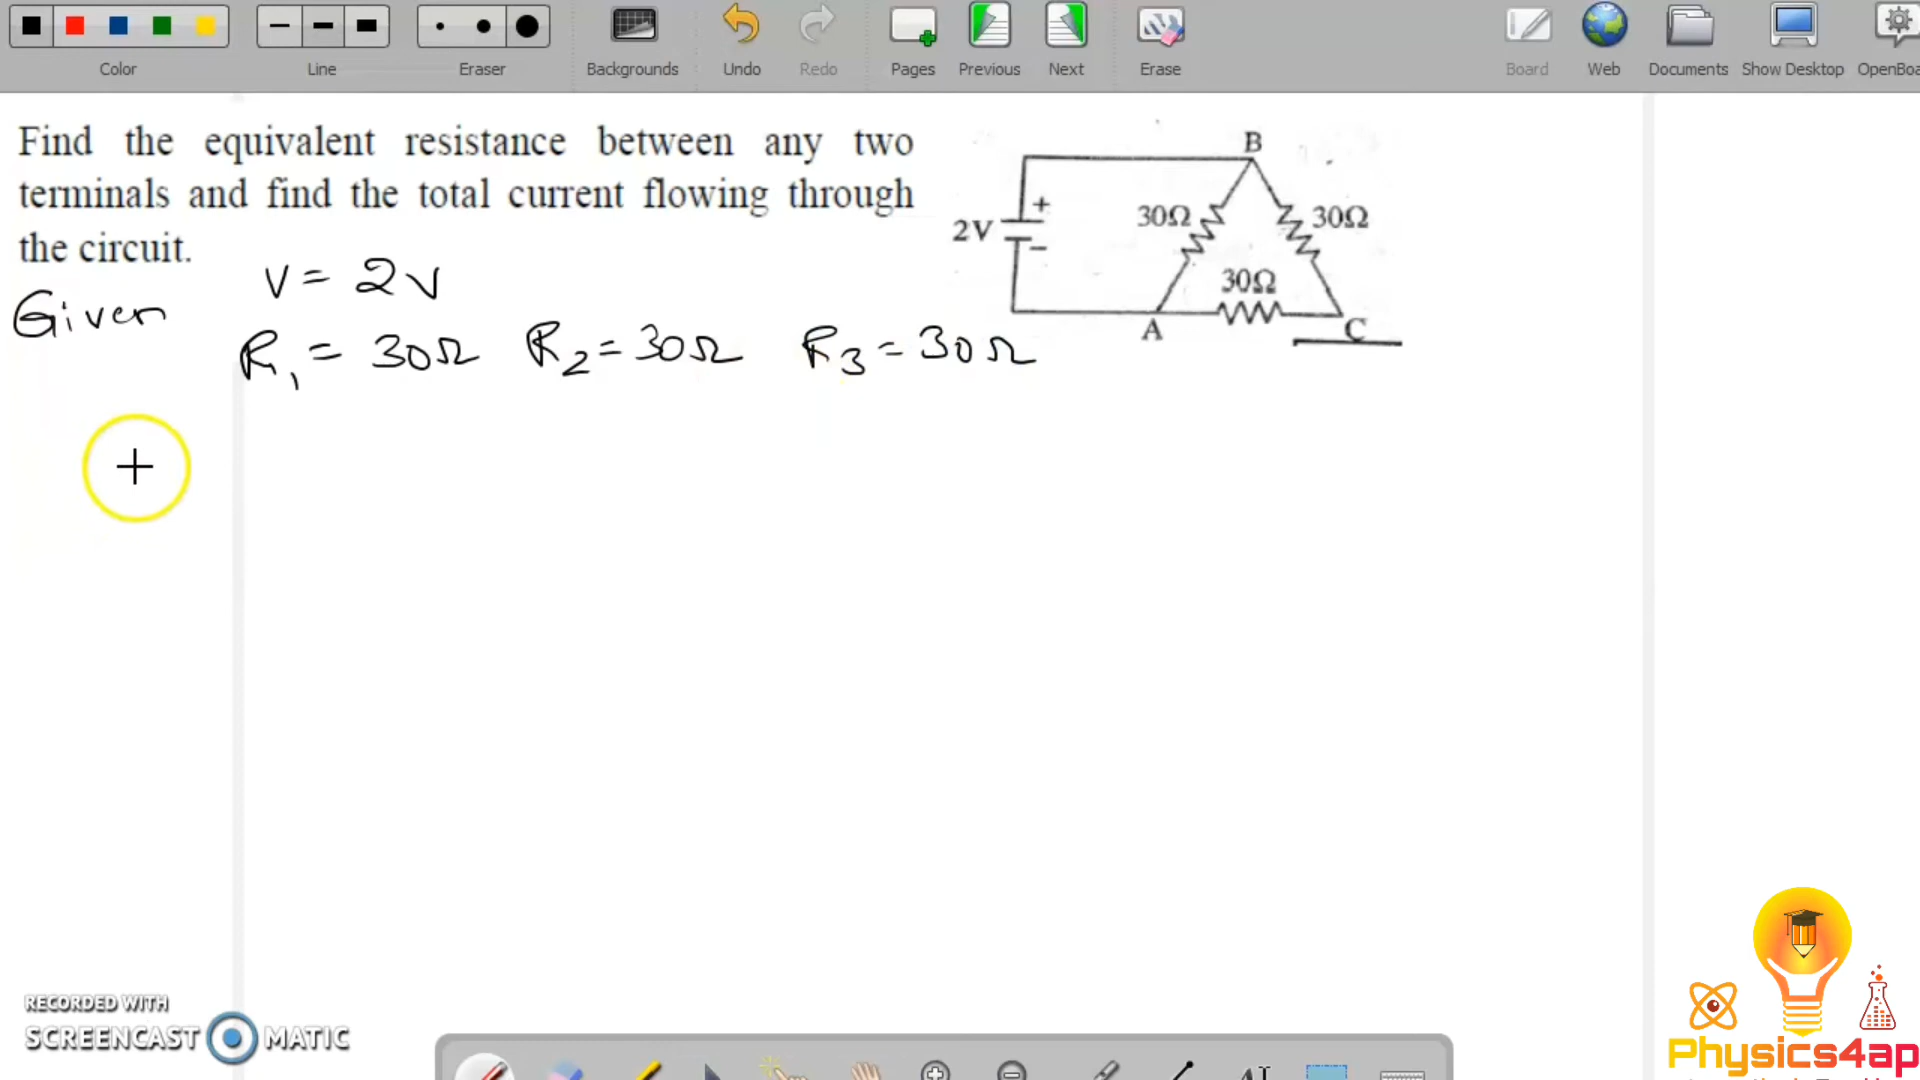 Color Line Eraser Backgrounds Undo Redo Pages Previous Next Erase Board Web Documents Show Desktop OpenBoa
Find the equivalent resistance between any two
terminals and find the total current flowing through
the circuit.
B
+
2V
−
30Ω
30Ω
30Ω
A
C
V = 2V
Given
R1 = 30Ω R2 = 30Ω R3 = 30Ω
RECORDED WITH
SCREENCAST MATIC
Physics4ap